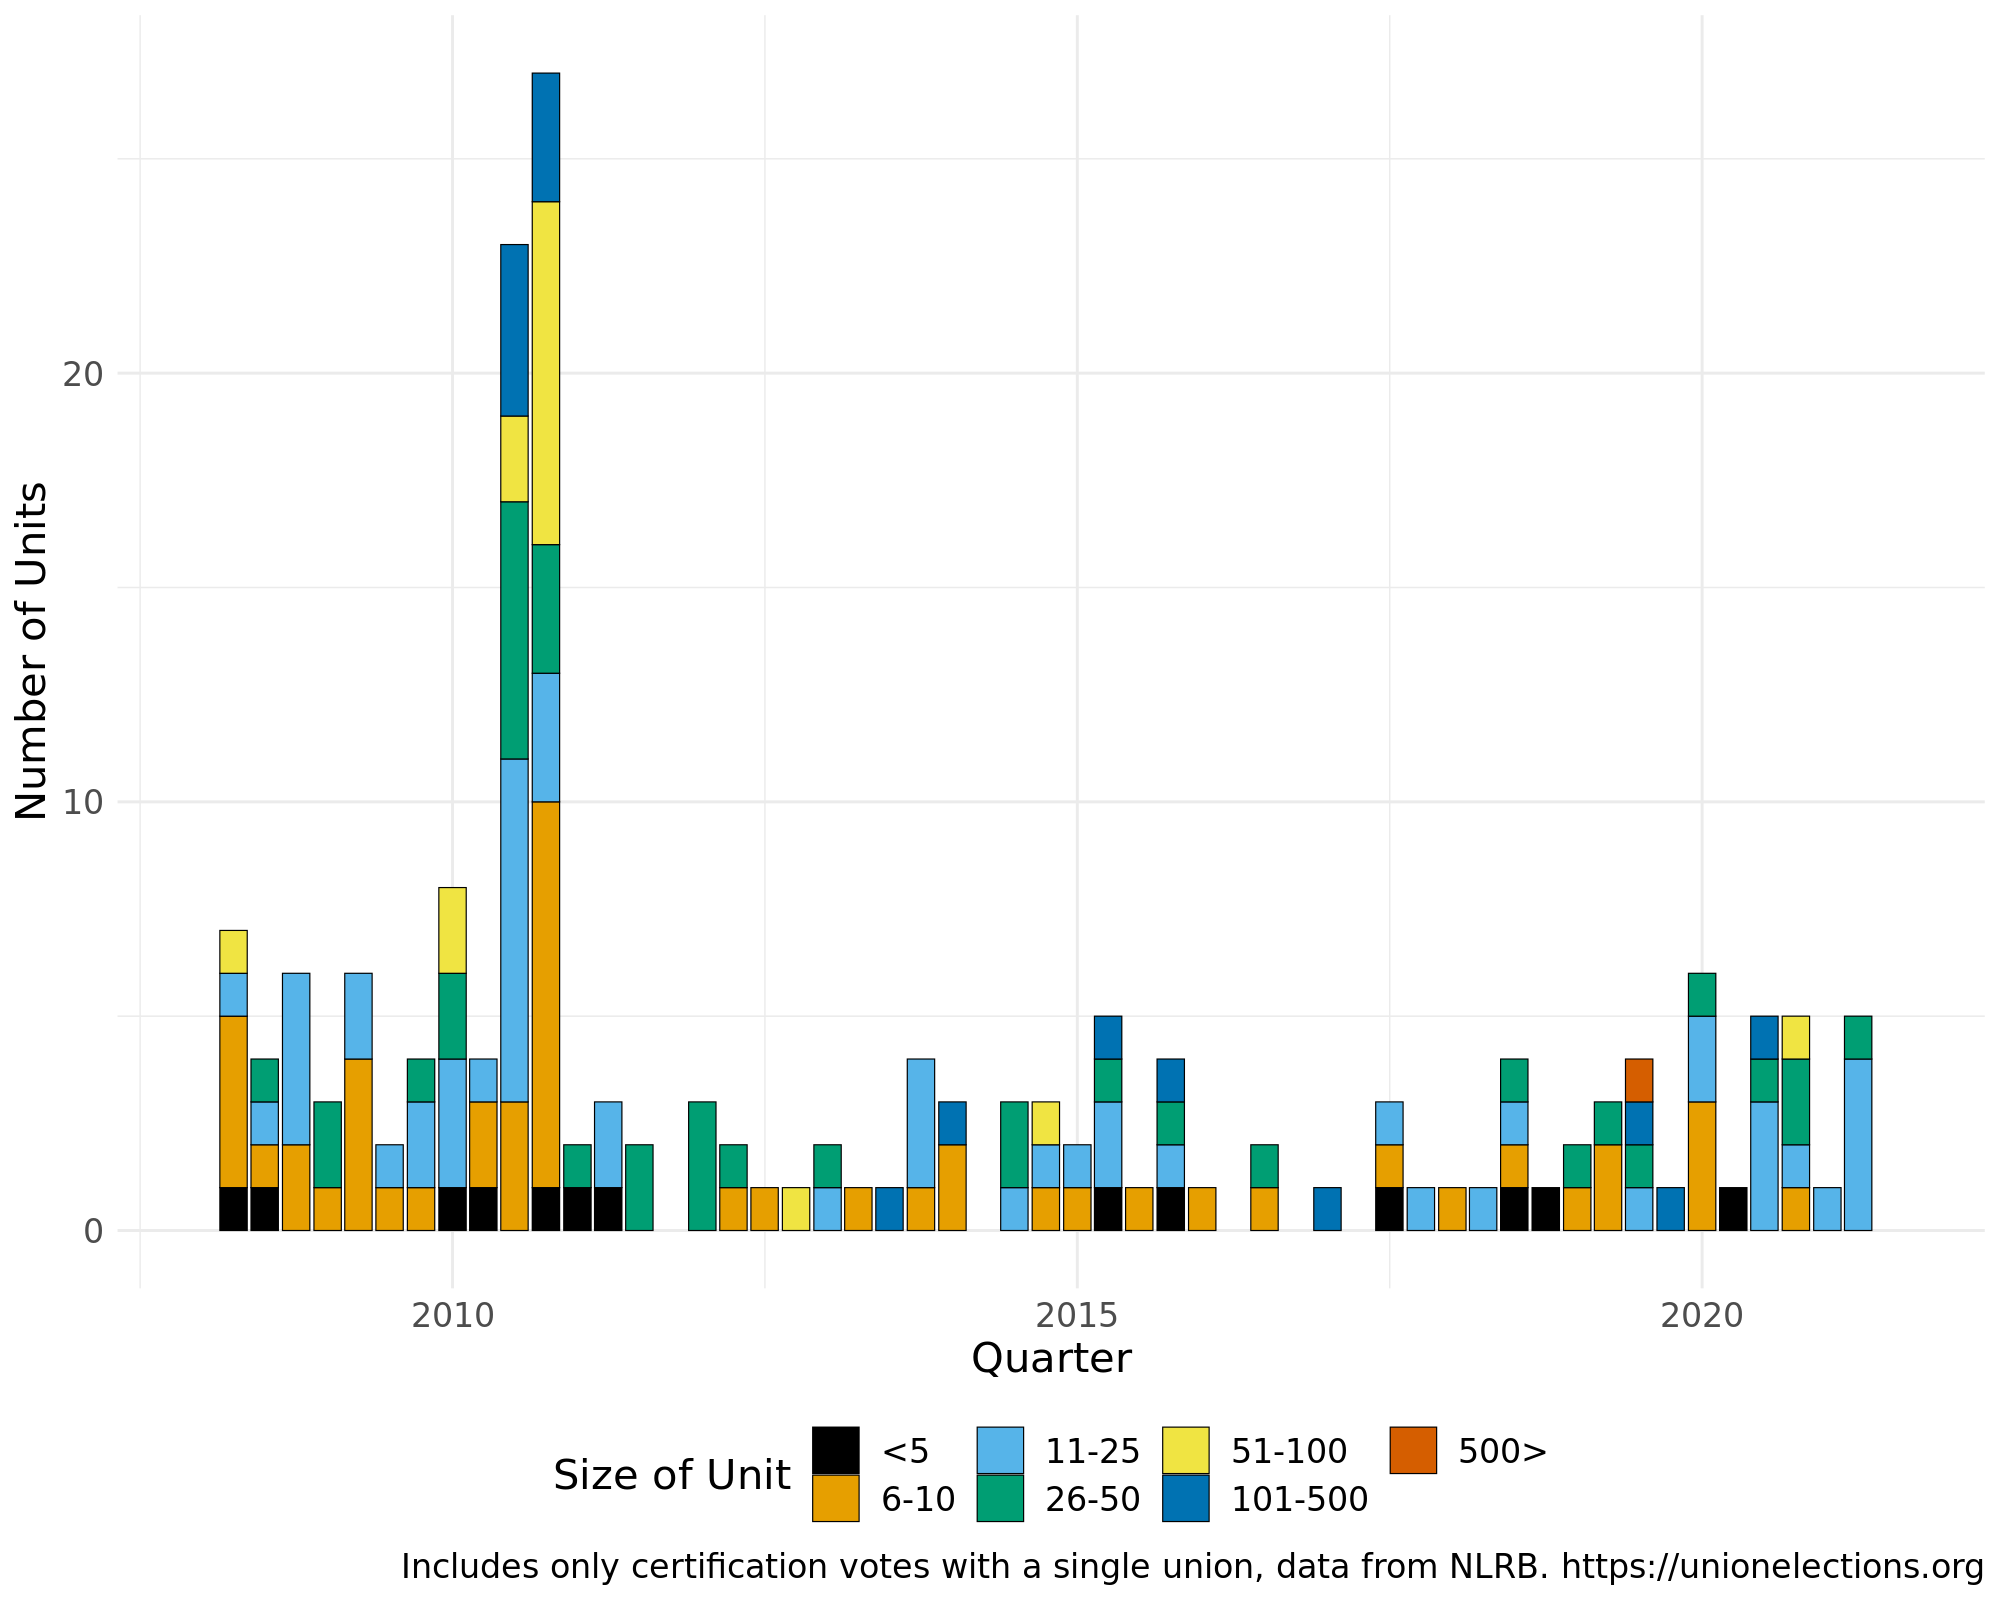 Number of Units
20
10
0
2010 2015 2020
Quarter
Size of Unit
<5 11-25 51-100 500>
6-10 26-50 101-500
Includes only certification votes with a single union, data from NLRB. https://unionelections.org